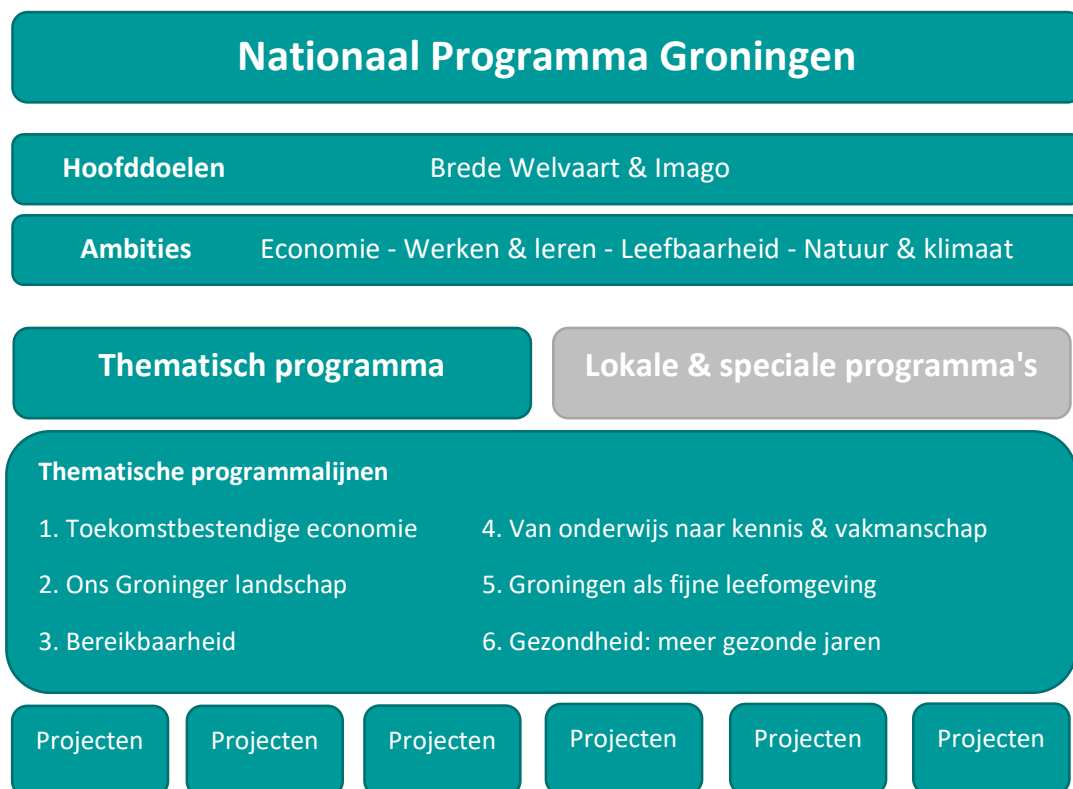 Nationaal Programma Groningen
Hoofddoelen Brede Welvaart & Imago
Ambities Economie - Werken & leren - Leefbaarheid - Natuur & klimaat
Thematisch programma
Lokale & speciale programma's
Thematische programmalijnen
1. Toekomstbestendige economie
2. Ons Groninger landschap
3. Bereikbaarheid
4. Van onderwijs naar kennis & vakmanschap
5. Groningen als fijne leefomgeving
6. Gezondheid: meer gezonde jaren
Projecten
Projecten
Projecten
Projecten
Projecten
Projecten